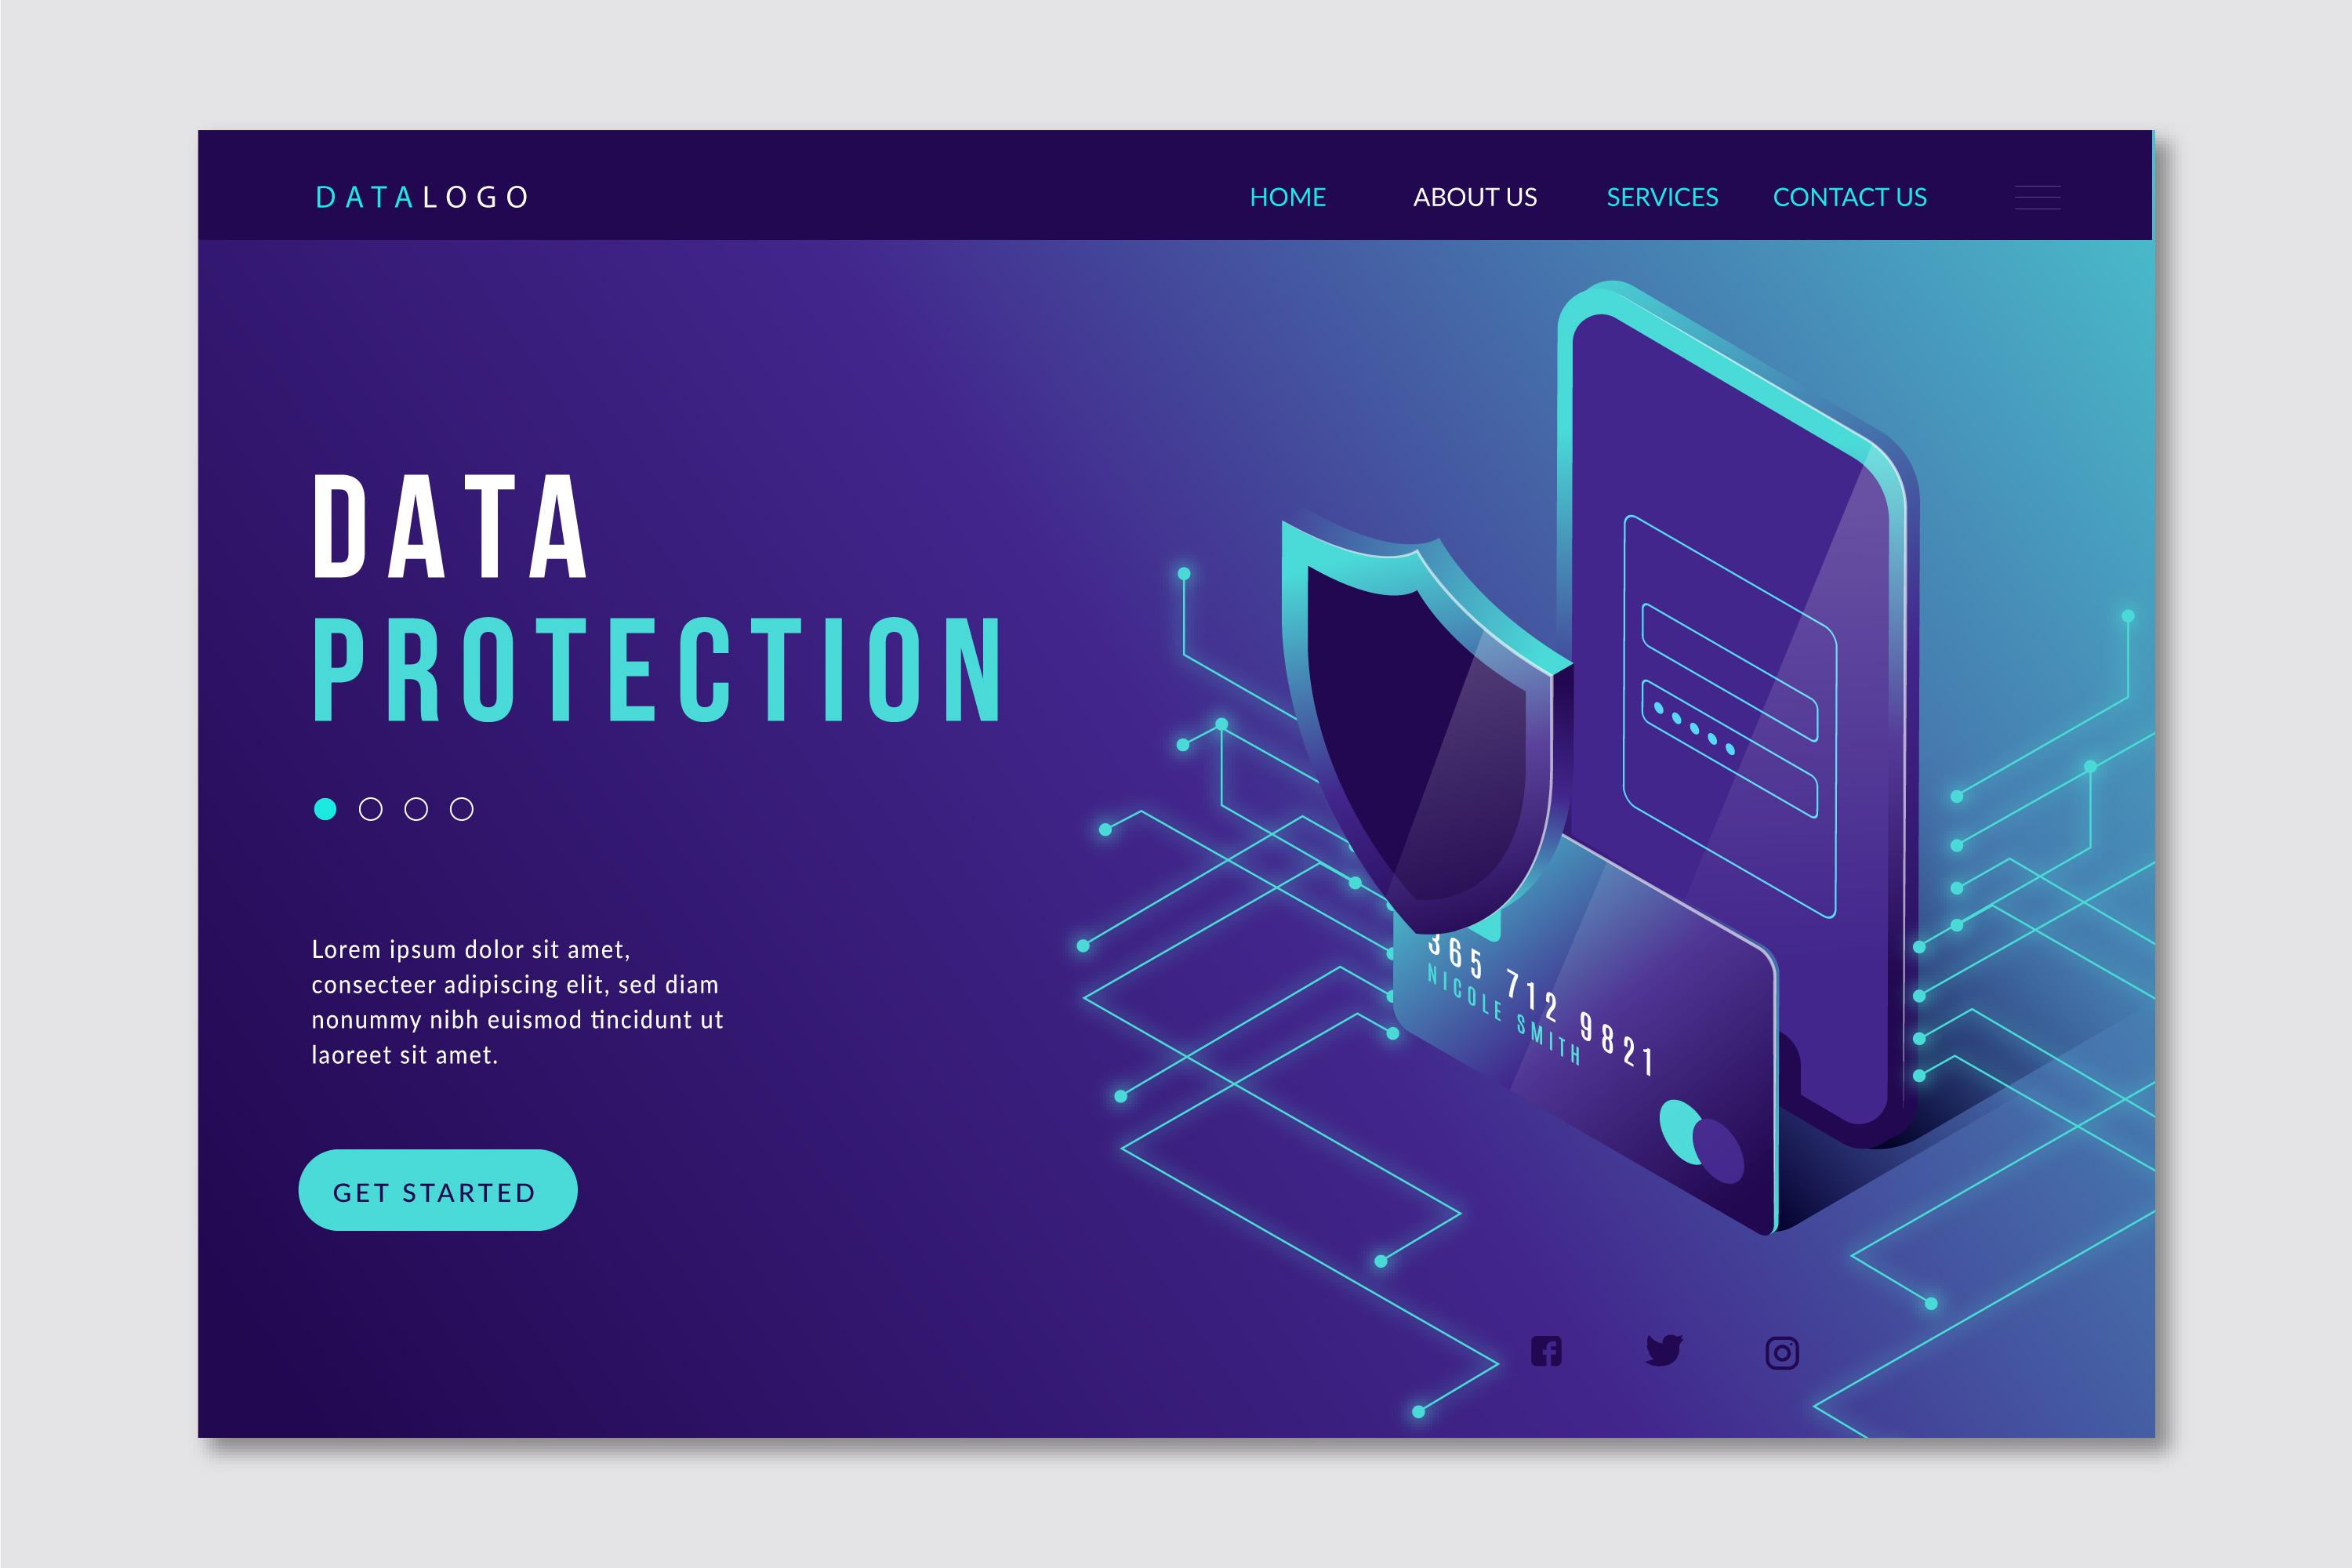 DATALOGO
HOME ABOUT US SERVICES CONTACT US
DATA
PROTECTION
Lorem ipsum dolor sit amet,
consecteer adipiscing elit, sed diam
nonummy nibh euismod tincidunt ut
laoreet sit amet.
GET STARTED
365 712 9821
NICOLE SMITH